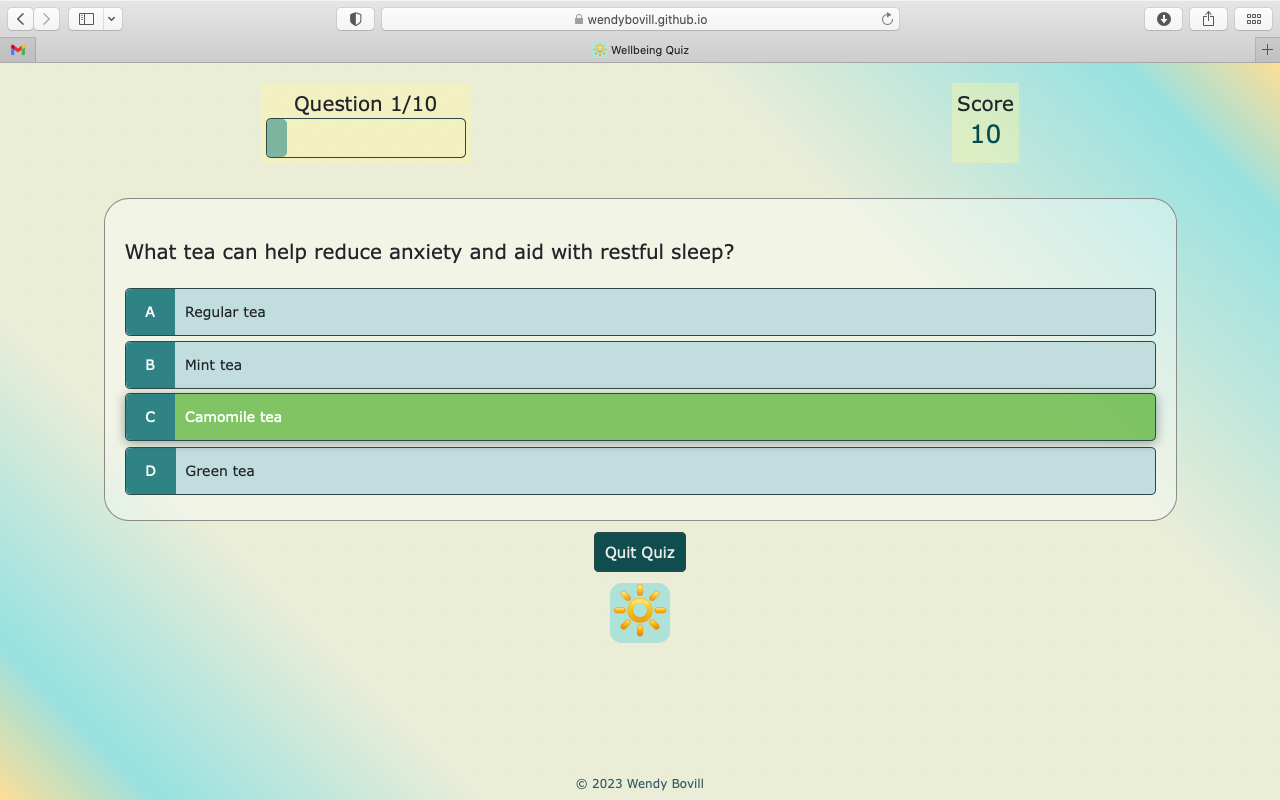 wendybovill.github.io
Wellbeing Quiz
Question 1/10
Score
10
What tea can help reduce anxiety and aid with restful sleep?
A Regular tea
B Mint tea
C Camomile tea
D Green tea
Quit Quiz
© 2023 Wendy Bovill